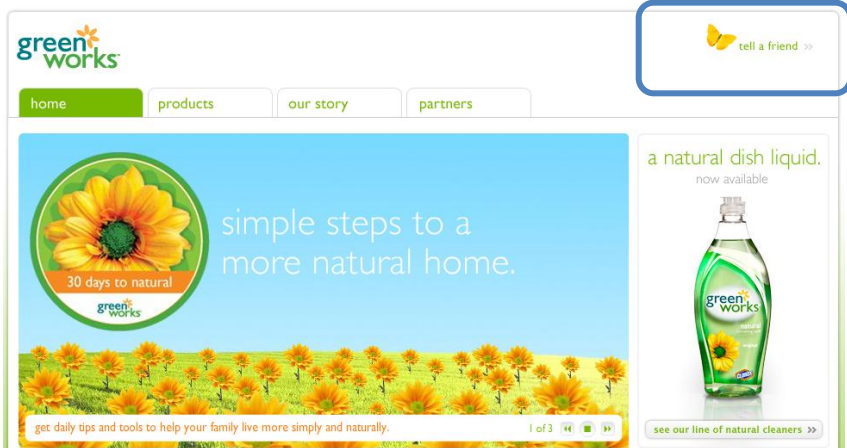 green
works
tell a friend »
home
products
our story
partners
simple steps to a
more natural home.
30 days to natural
green
works
get daily tips and tools to help your family live more simply and naturally.
1 of 3
a natural dish liquid.
now available
green
works
natural
see our line of natural cleaners »